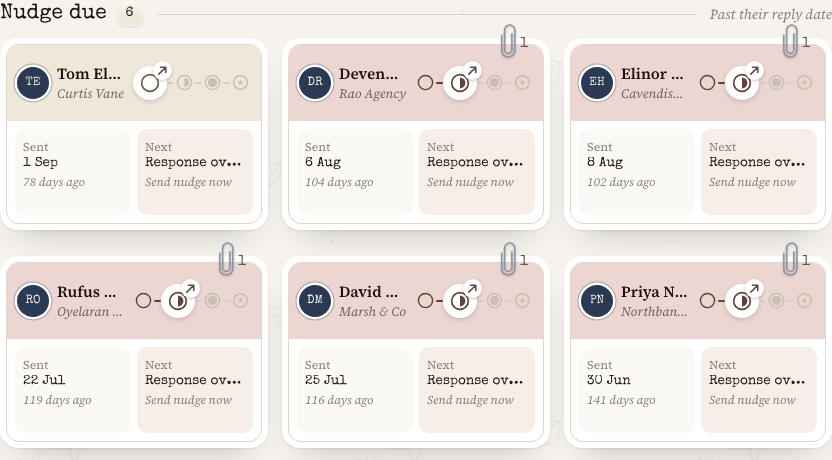 Nudge due 6 Past their reply date
TE Tom El...
Curtis Vane
Sent
1 Sep
78 days ago
Next
Response ov...
Send nudge now
1
DR Deven...
Rao Agency
Sent
6 Aug
104 days ago
Next
Response ov...
Send nudge now
1
EH Elinor ...
Cavendis...
Sent
8 Aug
102 days ago
Next
Response ov...
Send nudge now
1
RO Rufus ...
Oyelaran ...
Sent
22 Jul
119 days ago
Next
Response ov...
Send nudge now
1
DM David ...
Marsh & Co
Sent
25 Jul
116 days ago
Next
Response ov...
Send nudge now
1
PN Priya N...
Northban...
Sent
30 Jun
141 days ago
Next
Response ov...
Send nudge now